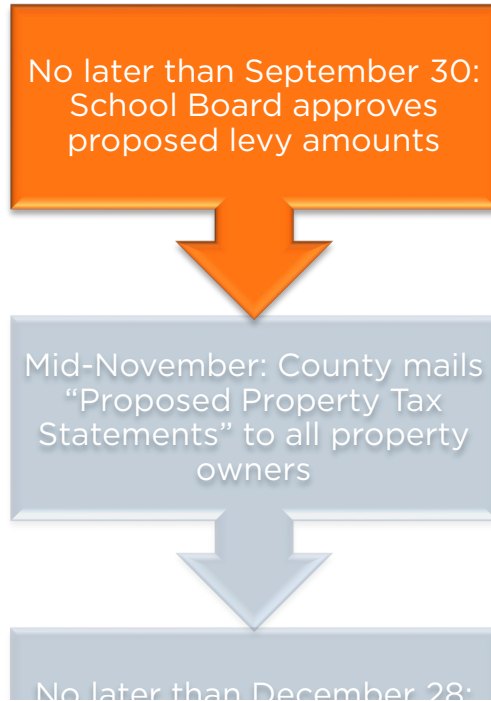 No later than September 30:
School Board approves
proposed levy amounts
Mid-November: County mails
“Proposed Property Tax
Statements” to all property
owners
No later than December 28: